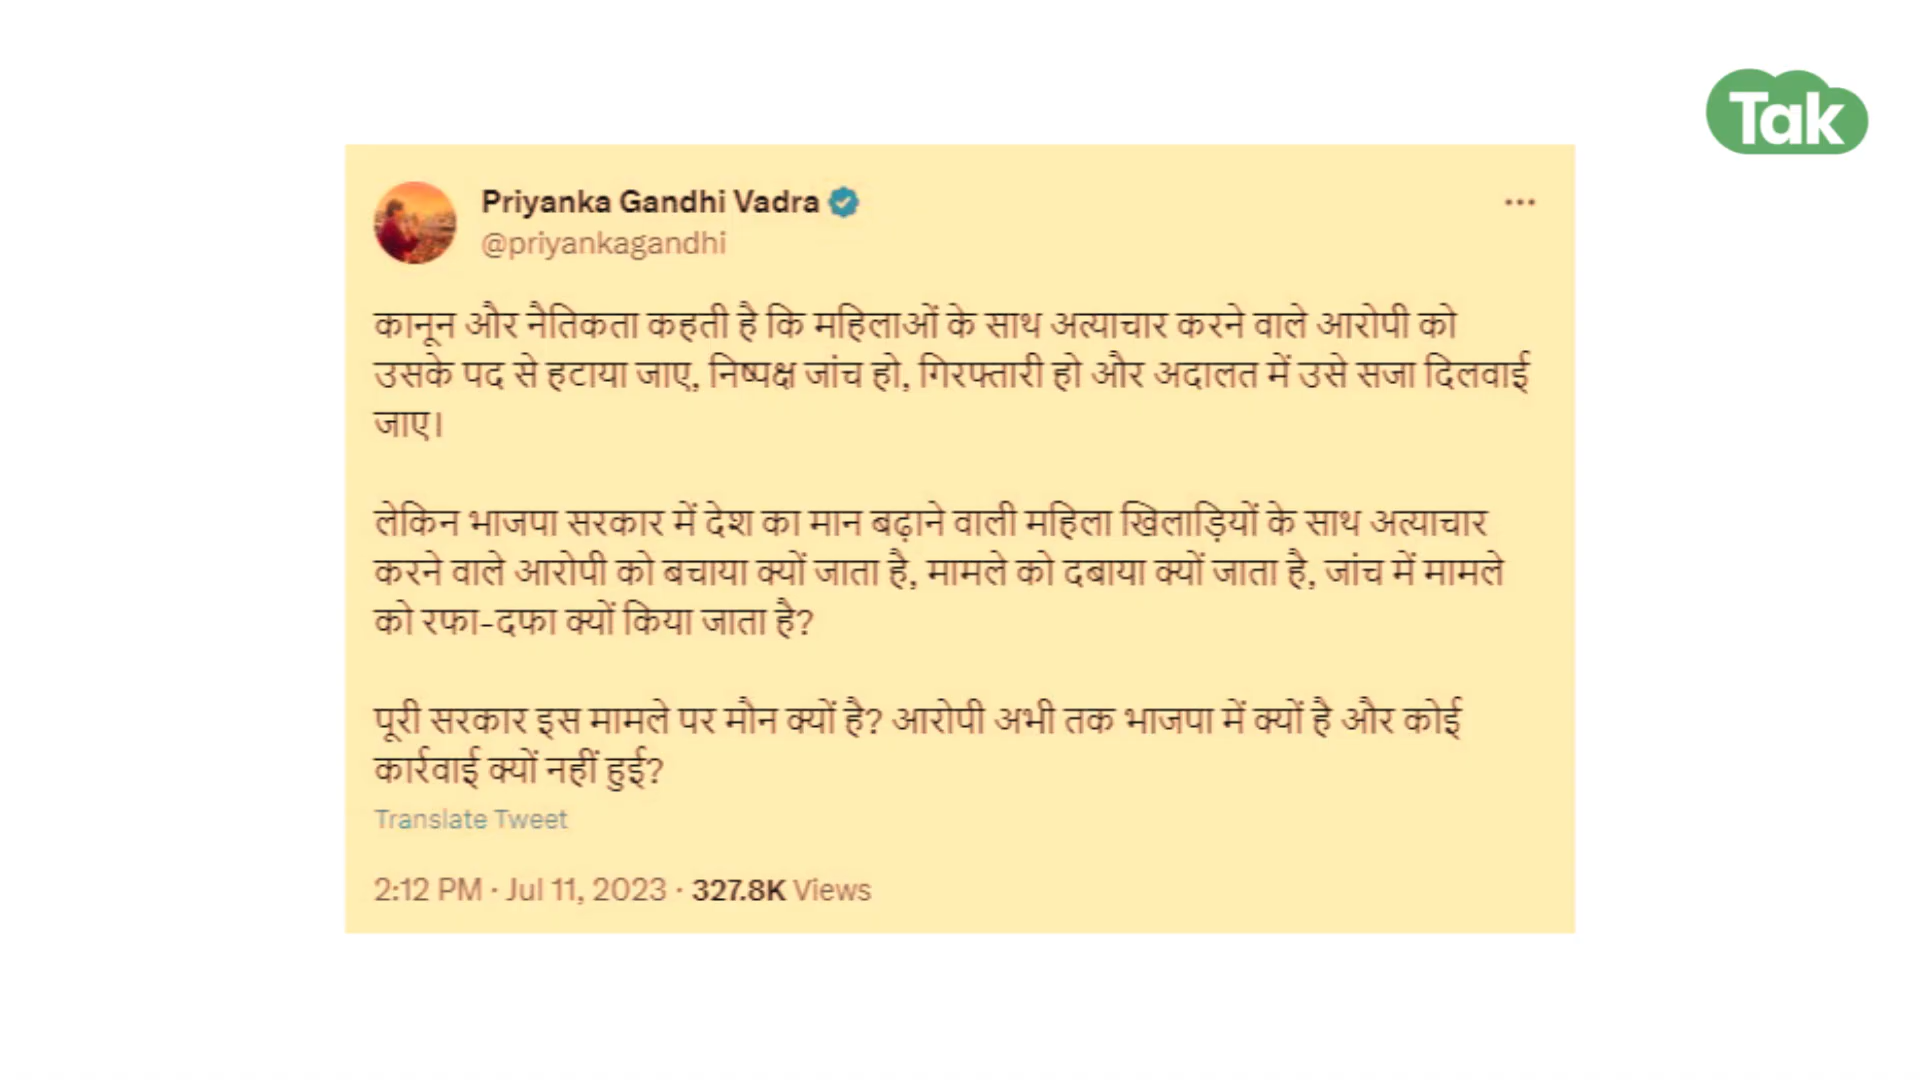 Tak
Priyanka Gandhi Vadra
@priyankagandhi
कानून और नैतिकता कहती है कि महिलाओं के साथ अत्याचार करने वाले आरोपी को
उसके पद से हटाया जाए, निष्पक्ष जांच हो, गिरफ्तारी हो और अदालत में उसे सजा दिलवाई
जाए।
लेकिन भाजपा सरकार में देश का मान बढ़ाने वाली महिला खिलाड़ियों के साथ अत्याचार
करने वाले आरोपी को बचाया क्यों जाता है, मामले को दबाया क्यों जाता है, जांच में मामले
को रफा-दफा क्यों किया जाता है?
पूरी सरकार इस मामले पर मौन क्यों है? आरोपी अभी तक भाजपा में क्यों है और कोई
कार्रवाई क्यों नहीं हुई?
Translate Tweet
2:12 PM · Jul 11, 2023 · 327.8K Views